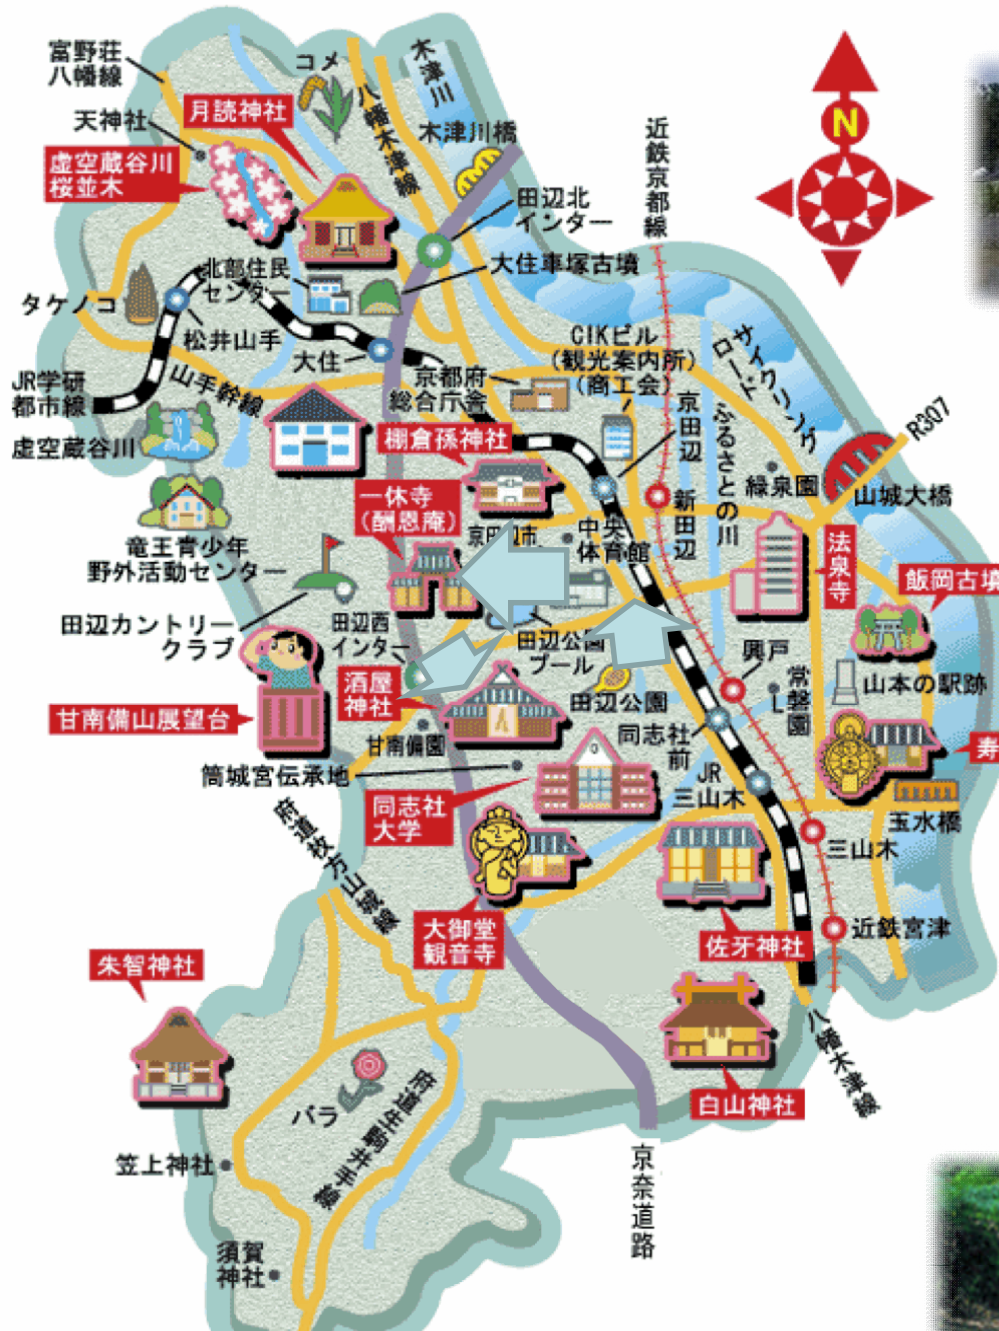 富野荘
八幡線
コメ
木津川
天神社
月読神社
八幡木津線
木津川橋
近鉄京都線
N
虚空蔵谷川
桜並木
田辺北
インター
北部住民
センター
大住車塚古墳
タケノコ
松井山手
大住
CIKビル
(観光案内所)
(商工会)
サイクリング
ロード
JR学研
都市線
山手幹線
京都府
総合庁舎
京田辺
ふるさとの川
R307
虚空蔵谷川
棚倉孫神社
緑泉園
山城大橋
一休寺
(酬恩庵)
新田辺
中央
体育館
竜王青少年
野外活動センター
法泉寺
飯岡古墳
田辺カントリー
クラブ
田辺西
インター
田辺公園
プール
興戸
酒屋
神社
田辺公園
常磐園
山本の駅跡
甘南備山展望台
甘南備園
同志社前
寿
筒城宮伝承地
JR
三山木
同志社
大学
玉水橋
府道枚方山城線
三山木
大御堂
観音寺
佐牙神社
近鉄宮津
朱智神社
八幡木津線
バラ
府道生駒井手線
白山神社
笠上神社
京奈道路
須賀
神社